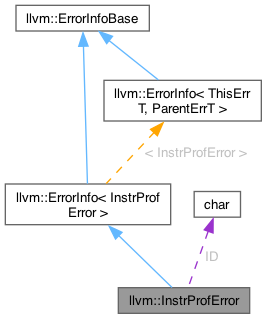 llvm::ErrorInfoBase
llvm::ErrorInfo< ThisErr
T, ParentErrT >
< InstrProfError >
llvm::ErrorInfo< InstrProf
Error >
char
ID
llvm::InstrProfError